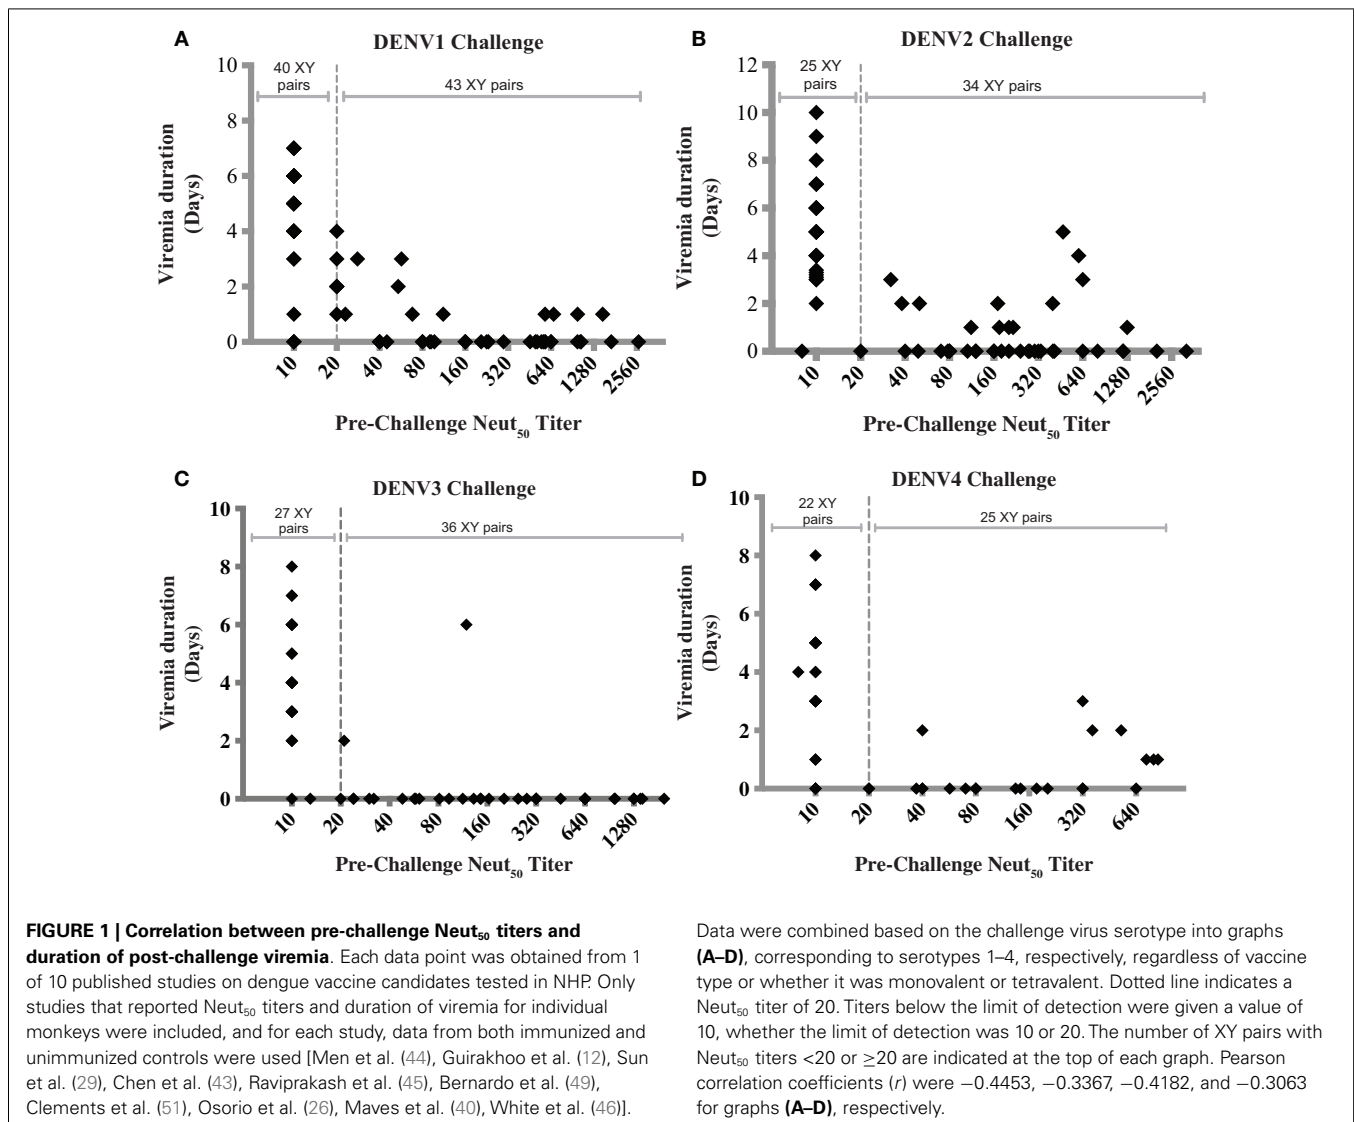 A
DENV1 Challenge
40 XY
pairs
43 XY pairs
10
8
6
4
2
0
Viremia duration
(Days)
10
20
40
80
160
320
640
1280
2560
Pre-Challenge Neut50 Titer
B
DENV2 Challenge
25 XY
pairs
34 XY pairs
12
10
8
6
4
2
0
Viremia duration
(Days)
10
20
40
80
160
320
640
1280
2560
Pre-Challenge Neut50 Titer
C
DENV3 Challenge
27 XY
pairs
36 XY pairs
10
8
6
4
2
0
Viremia duration
(Days)
10
20
40
80
160
320
640
1280
Pre-Challenge Neut50 Titer
D
DENV4 Challenge
22 XY
pairs
25 XY pairs
10
8
6
4
2
0
Viremia duration
(Days)
10
20
40
80
160
320
640
Pre-Challenge Neut50 Titer
FIGURE 1 | Correlation between pre-challenge Neut50 titers and
duration of post-challenge viremia. Each data point was obtained from 1
of 10 published studies on dengue vaccine candidates tested in NHP. Only
studies that reported Neut50 titers and duration of viremia for individual
monkeys were included, and for each study, data from both immunized and
unimmunized controls were used [Men et al. (44), Guirakhoo et al. (12), Sun
et al. (29), Chen et al. (43), Raviprakash et al. (45), Bernardo et al. (49),
Clements et al. (51), Osorio et al. (26), Maves et al. (40), White et al. (46)].
Data were combined based on the challenge virus serotype into graphs
(A–D), corresponding to serotypes 1–4, respectively, regardless of vaccine
type or whether it was monovalent or tetravalent. Dotted line indicates a
Neut50 titer of 20. Titers below the limit of detection were given a value of
10, whether the limit of detection was 10 or 20. The number of XY pairs with
Neut50 titers <20 or ≥20 are indicated at the top of each graph. Pearson
correlation coefficients (r) were −0.4453, −0.3367, −0.4182, and −0.3063
for graphs (A–D), respectively.